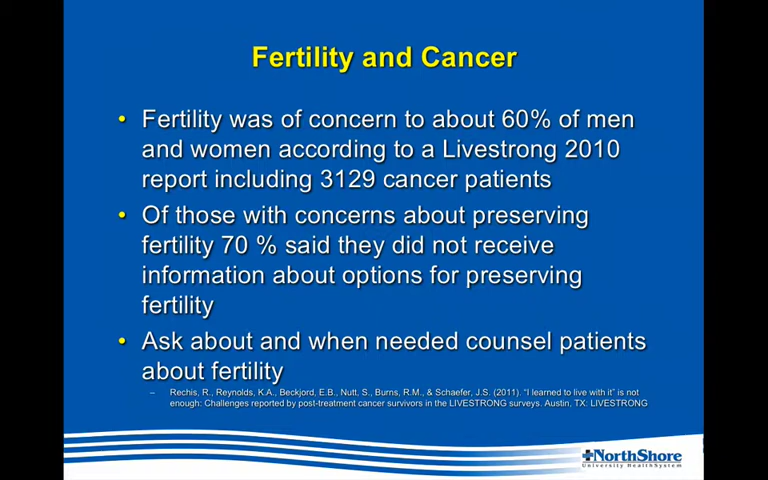 Fertility and Cancer
• Fertility was of concern to about 60% of men
and women according to a Livestrong 2010
report including 3129 cancer patients
• Of those with concerns about preserving
fertility 70 % said they did not receive
information about options for preserving
fertility
• Ask about and when needed counsel patients
about fertility
– Rechis, R., Reynolds, K.A., Beckjord, E.B., Nutt, S., Burns, R.M., & Schaefer, J.S. (2011). “I learned to live with it” is not
enough: Challenges reported by post-treatment cancer survivors in the LIVESTRONG surveys. Austin, TX: LIVESTRONG
NorthShore
University HealthSystem